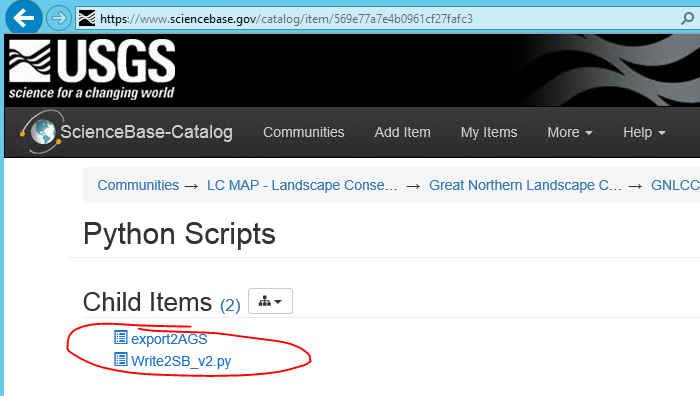 https://www.sciencebase.gov/catalog/item/569e77a7e4b0961cf27fafc3
USGS
science for a changing world
ScienceBase-Catalog Communities Add Item My Items More Help
Communities → LC MAP - Landscape Conse... → Great Northern Landscape C... → GNLCC
Python Scripts
Child Items (2)
export2AGS
Write2SB_v2.py